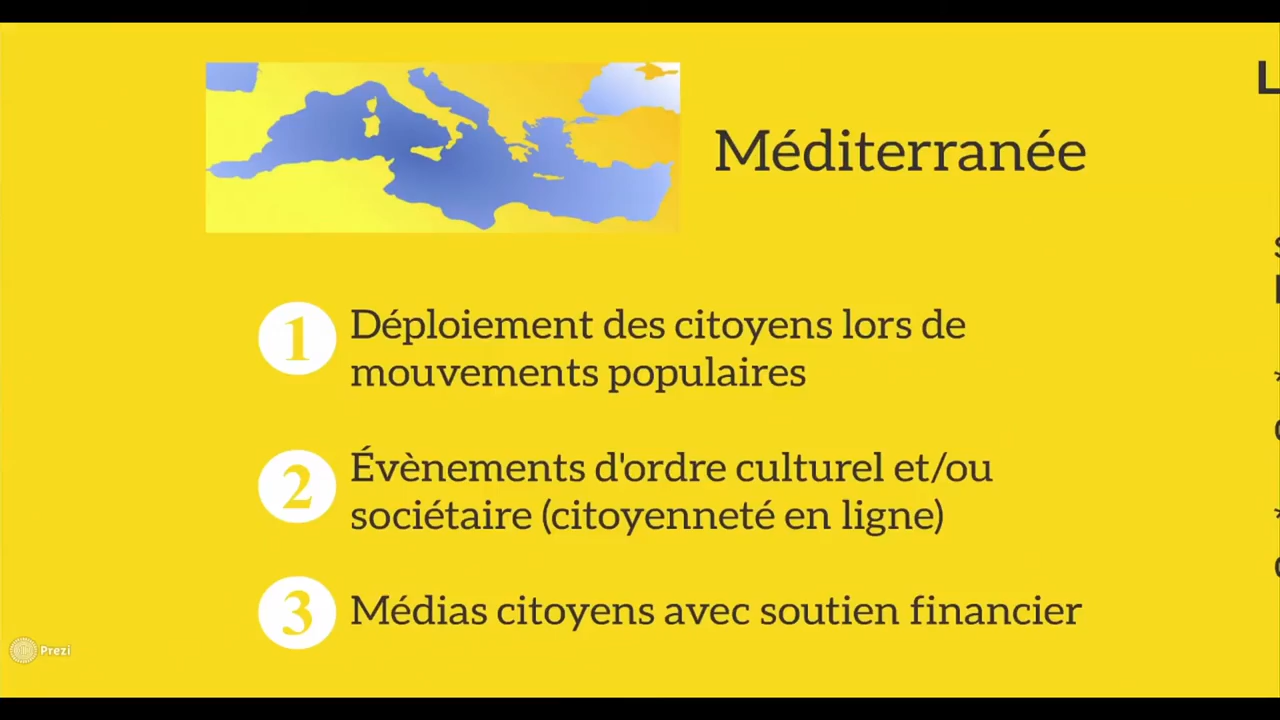 Méditerranée
1 Déploiement des citoyens lors de
mouvements populaires
2 Évènements d'ordre culturel et/ou
sociétaire (citoyenneté en ligne)
3 Médias citoyens avec soutien financier
Prezi